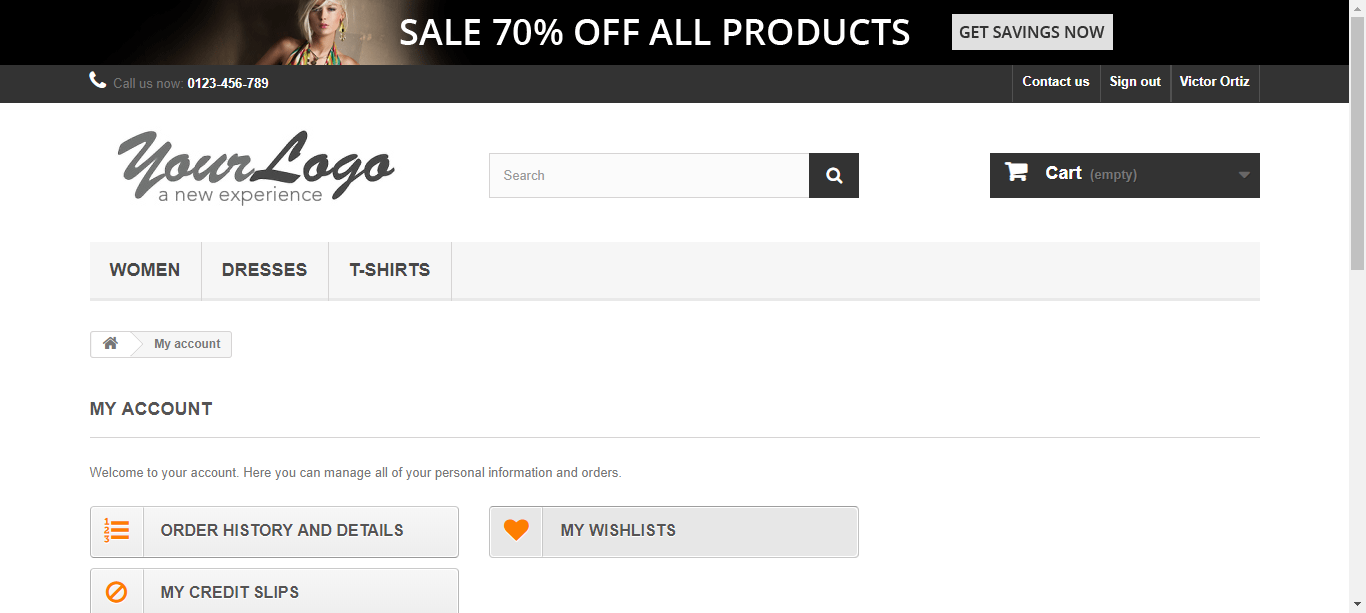 SALE 70% OFF ALL PRODUCTS GET SAVINGS NOW
Call us now: 0123-456-789 Contact us Sign out Victor Ortiz
YourLogo
a new experience
Search
Cart (empty)
WOMEN DRESSES T-SHIRTS
My account
MY ACCOUNT
Welcome to your account. Here you can manage all of your personal information and orders.
1 2 3 ORDER HISTORY AND DETAILS MY WISHLISTS
MY CREDIT SLIPS